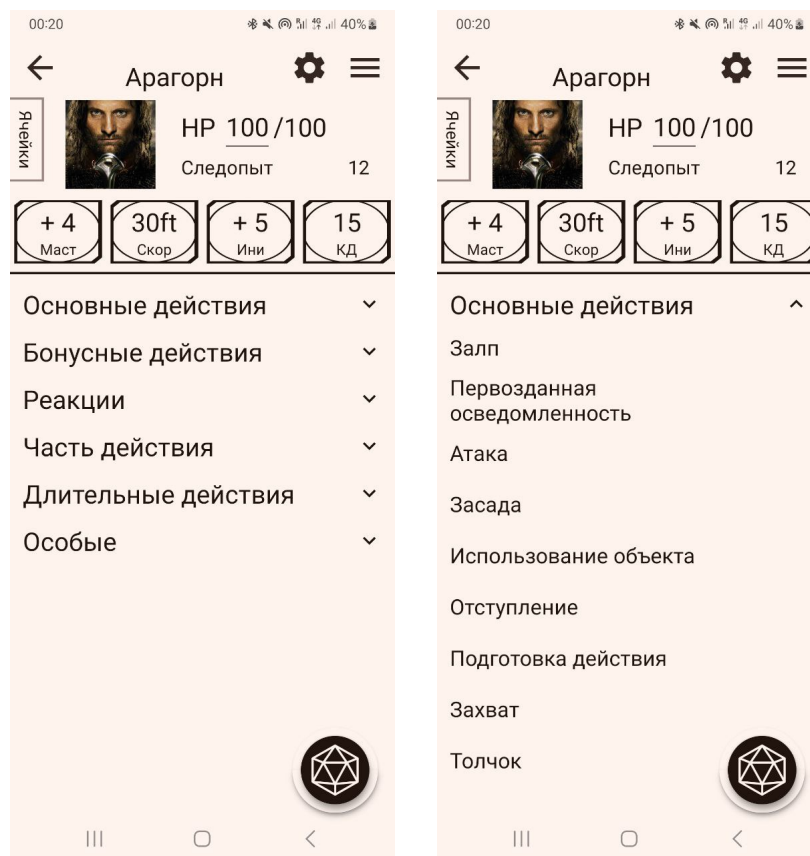 00:20
4G 40%
Арагорн
Ячейки
HP 100/100
Следопыт 12
+ 4
Маст
30ft
Скор
+ 5
Ини
15
КД
Основные действия
Бонусные действия
Реакции
Часть действия
Длительные действия
Особые
00:20
4G 40%
Арагорн
Ячейки
HP 100/100
Следопыт 12
+ 4
Маст
30ft
Скор
+ 5
Ини
15
КД
Основные действия
Залп
Первозданная
осведомленность
Атака
Засада
Использование объекта
Отступление
Подготовка действия
Захват
Толчок